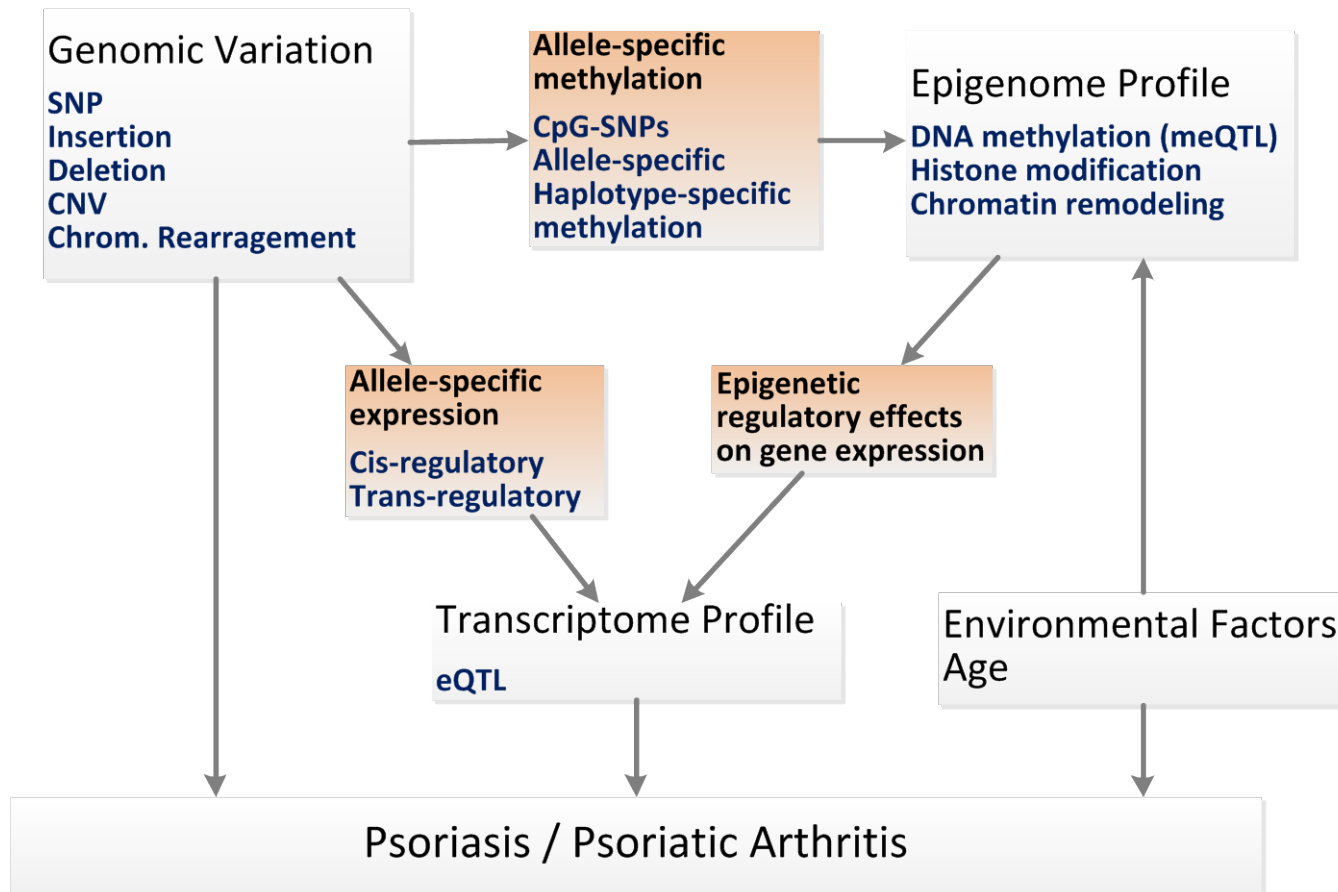 Genomic Variation
SNP
Insertion
Deletion
CNV
Chrom. Rearragement
Allele-specific
methylation
CpG-SNPs
Allele-specific
Haplotype-specific
methylation
Epigenome Profile
DNA methylation (meQTL)
Histone modification
Chromatin remodeling
Allele-specific
expression
Cis-regulatory
Trans-regulatory
Epigenetic
regulatory effects
on gene expression
Transcriptome Profile
eQTL
Environmental Factors
Age
Psoriasis / Psoriatic Arthritis